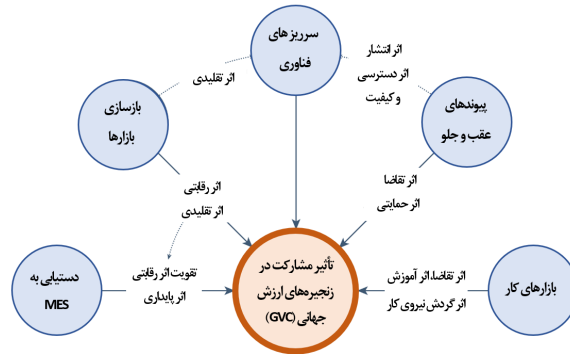 سرریزهای
فناوری
اثر انتشار
اثر دسترسی
و کیفیت
اثر تقلیدی
بازسازی
بازارها
پیوندهای
عقب و جلو
اثر رقابتی
اثر تقلیدی
اثر تقاضا
اثر حمایتی
تأثیر مشارکت در
زنجیره‌های ارزش
جهانی (GVC)
دستیابی به
MES
تقویت اثر رقابتی
اثر پایداری
اثر تقاضا، اثر آموزش
اثر گردش نیروی کار
بازارهای کار